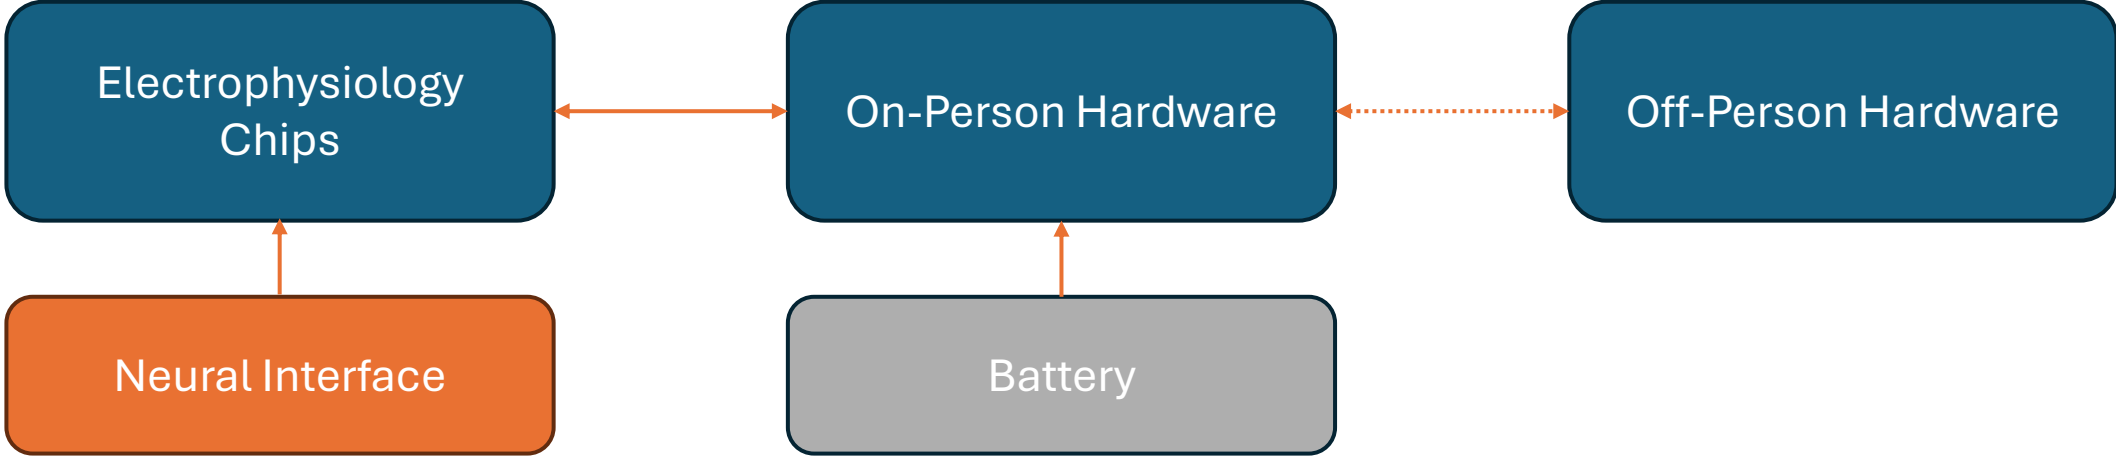 Electrophysiology
Chips
On-Person Hardware
Off-Person Hardware
Neural Interface
Battery